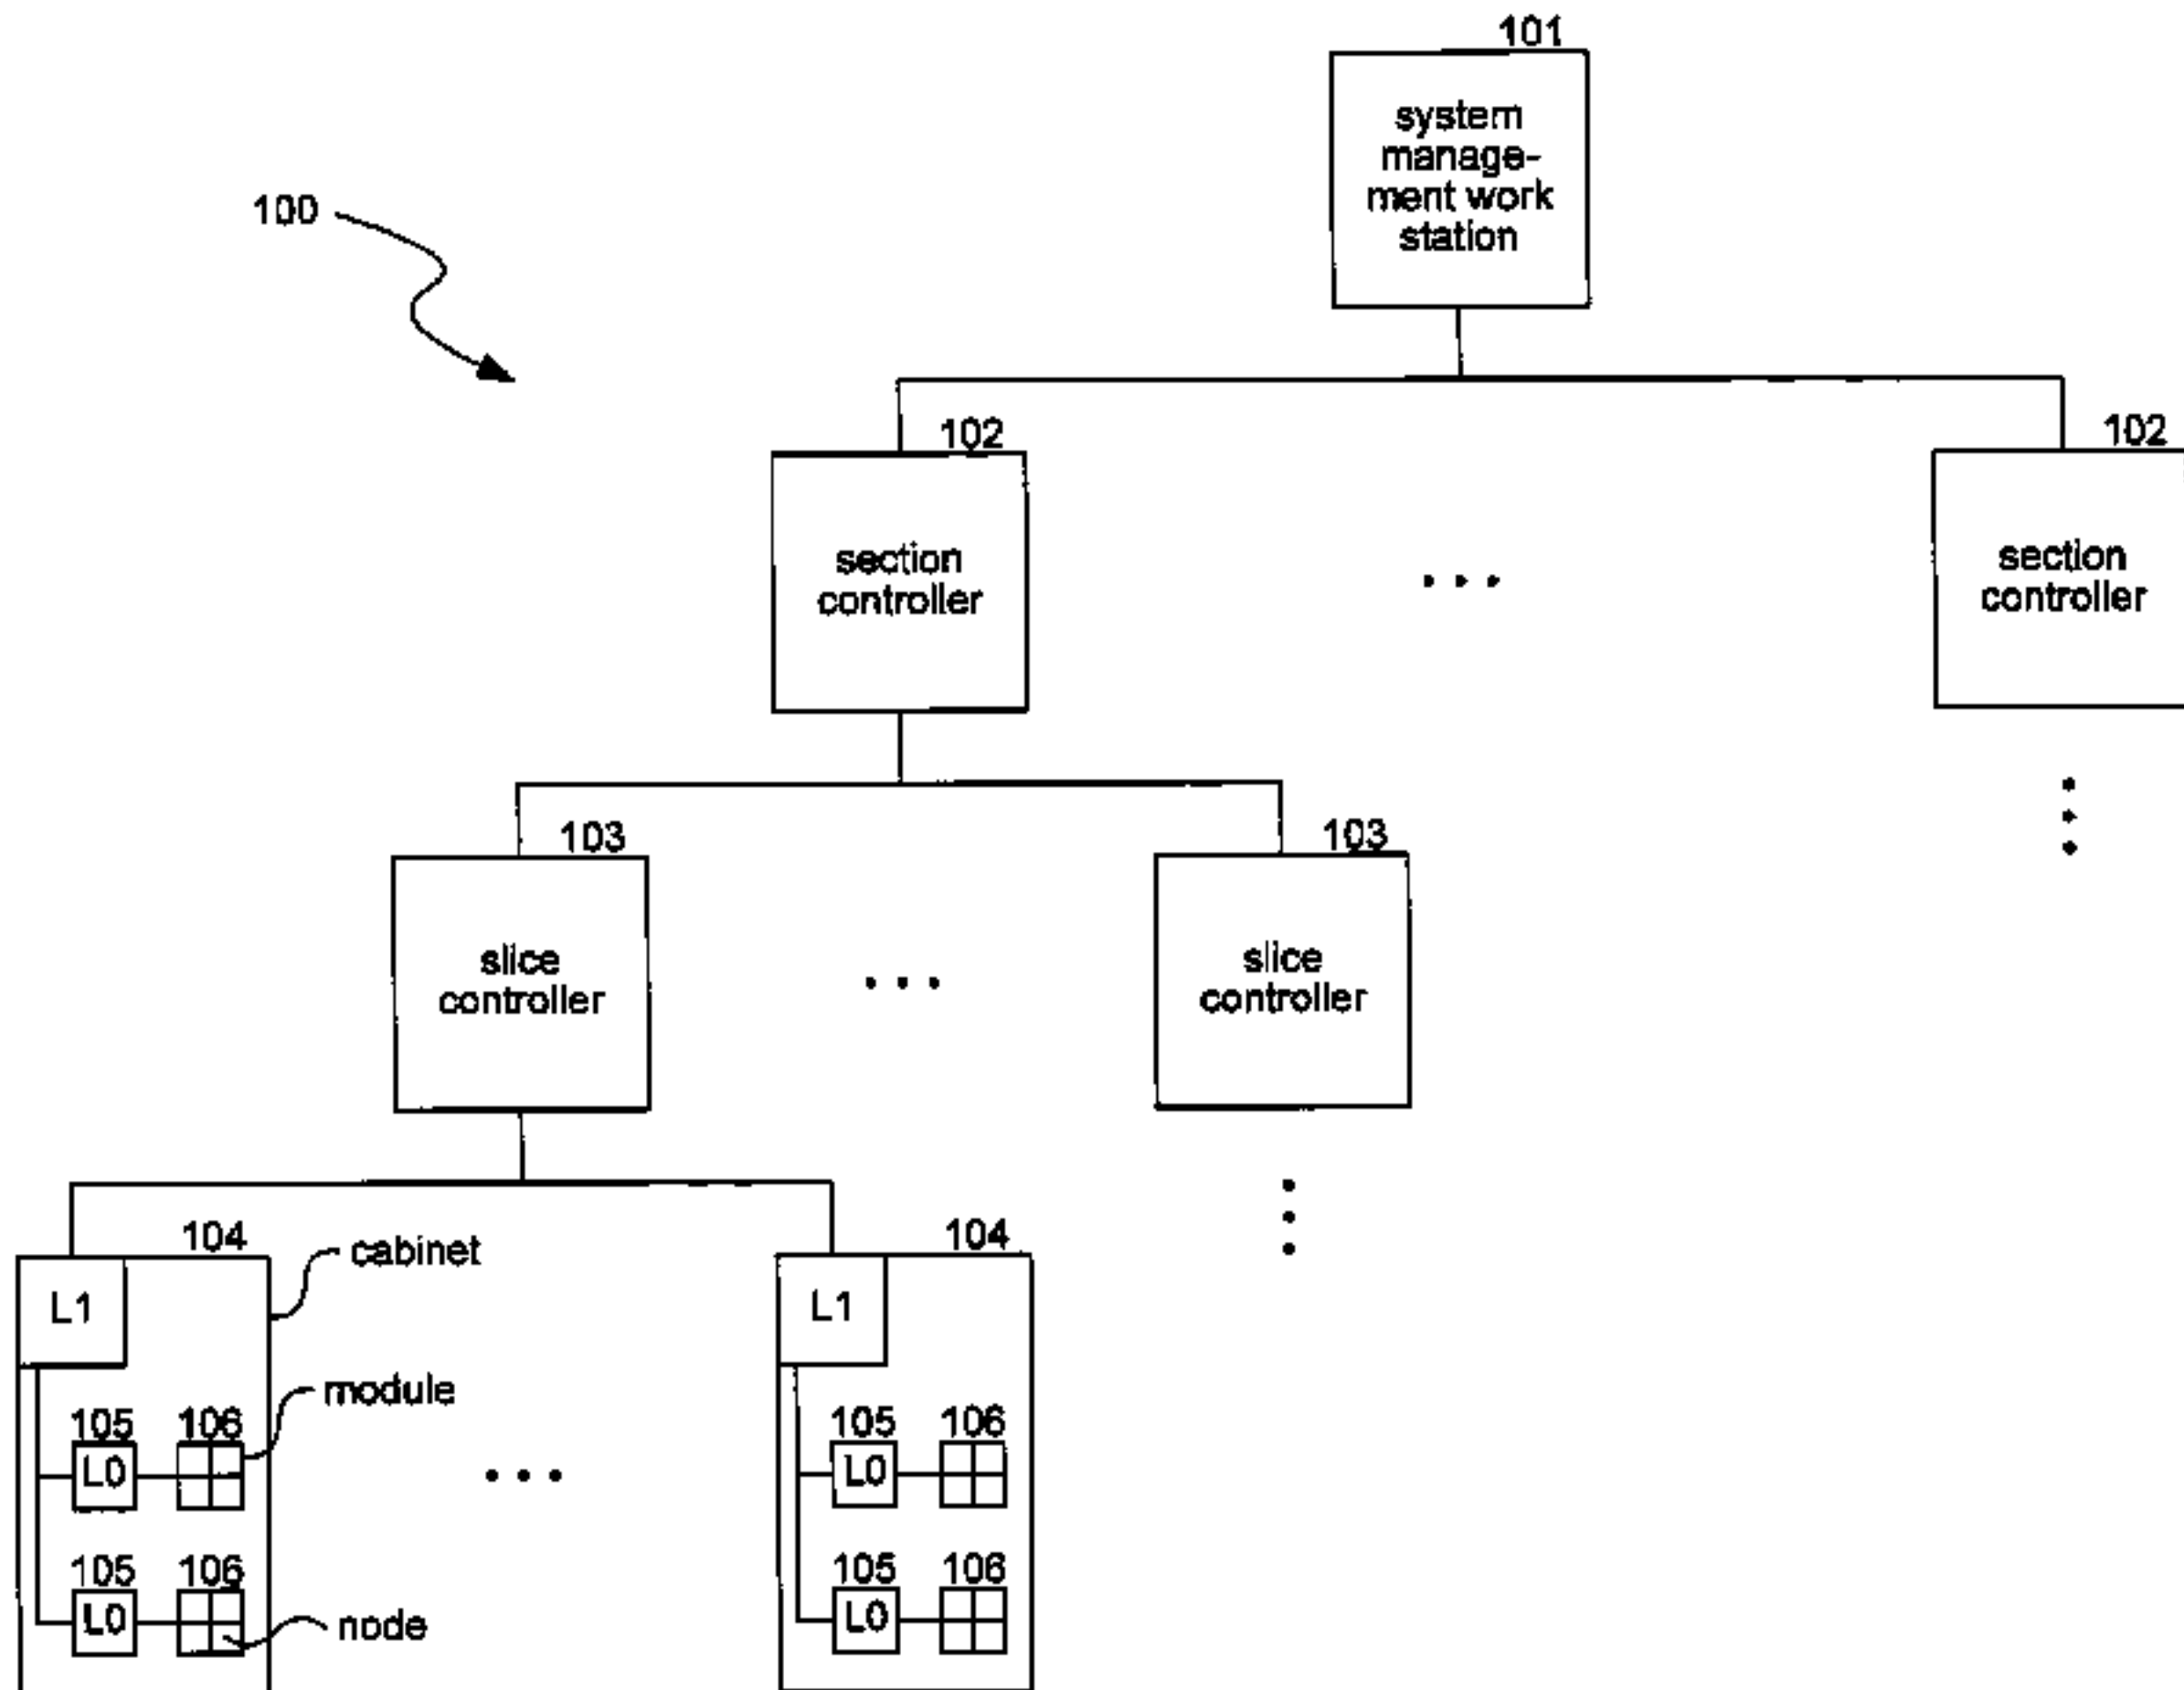 101
system
manage-
ment work
station
100
102
section
controller
102
section
controller
103
slice
controller
103
slice
controller
104
cabinet
L1
module
105
106
L0
105
106
L0
node
104
L1
105
106
L0
105
106
L0